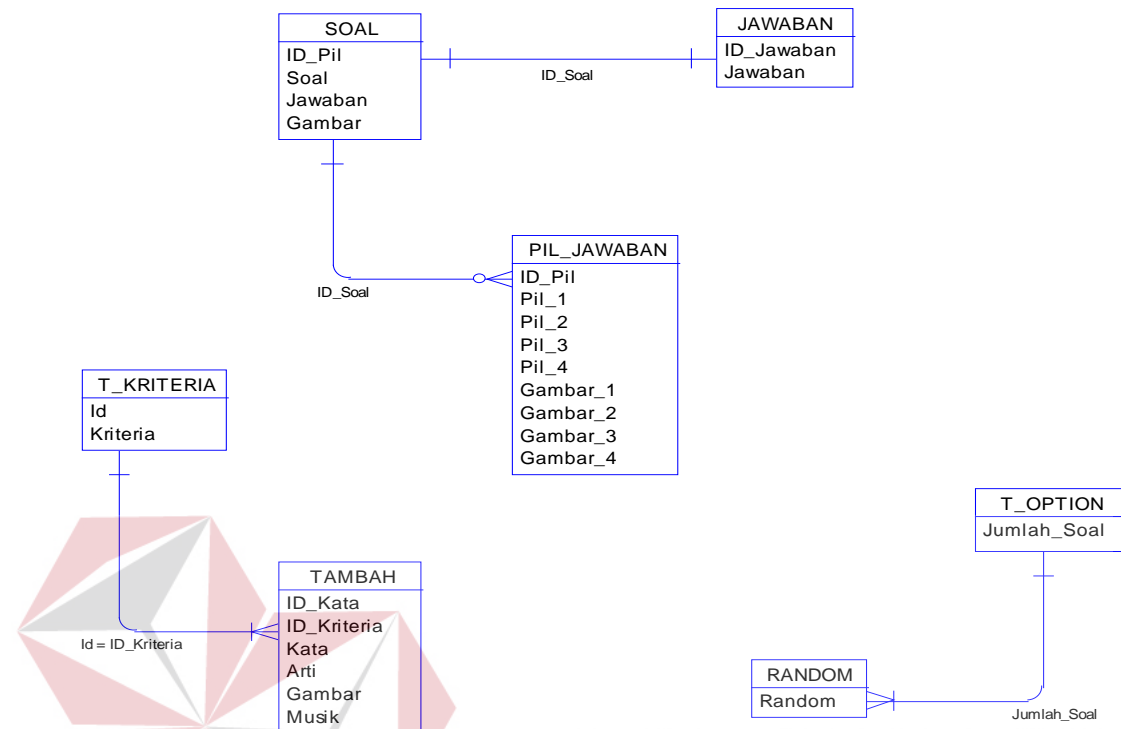 SOAL
ID_Pil
Soal
Jawaban
Gambar
ID_Soal
JAWABAN
ID_Jawaban
Jawaban
ID_Soal
PIL_JAWABAN
ID_Pil
Pil_1
Pil_2
Pil_3
Pil_4
Gambar_1
Gambar_2
Gambar_3
Gambar_4
T_KRITERIA
Id
Kriteria
Id = ID_Kriteria
TAMBAH
ID_Kata
ID_Kriteria
Kata
Arti
Gambar
Musik
T_OPTION
Jumlah_Soal
RANDOM
Random
Jumlah_Soal